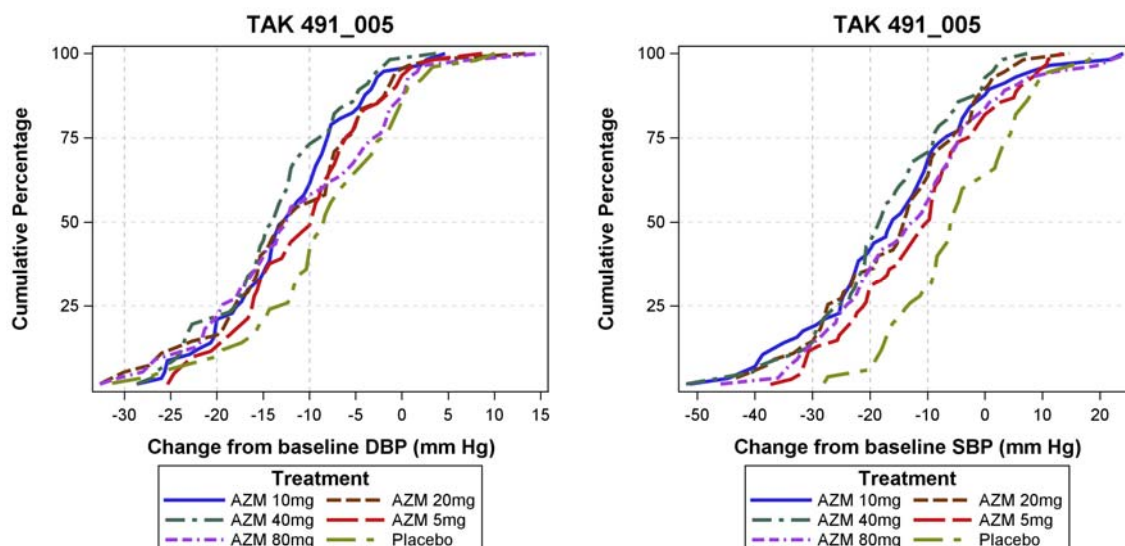 TAK 491_005
100
75
50
25
Cumulative Percentage
-30 -25 -20 -15 -10 -5 0 5 10 15
Change from baseline DBP (mm Hg)
Treatment
AZM 10mg AZM 20mg
AZM 40mg AZM 5mg
AZM 80mg Placebo
TAK 491_005
100
75
50
25
Cumulative Percentage
-50 -40 -30 -20 -10 0 10 20
Change from baseline SBP (mm Hg)
Treatment
AZM 10mg AZM 20mg
AZM 40mg AZM 5mg
AZM 80mg Placebo